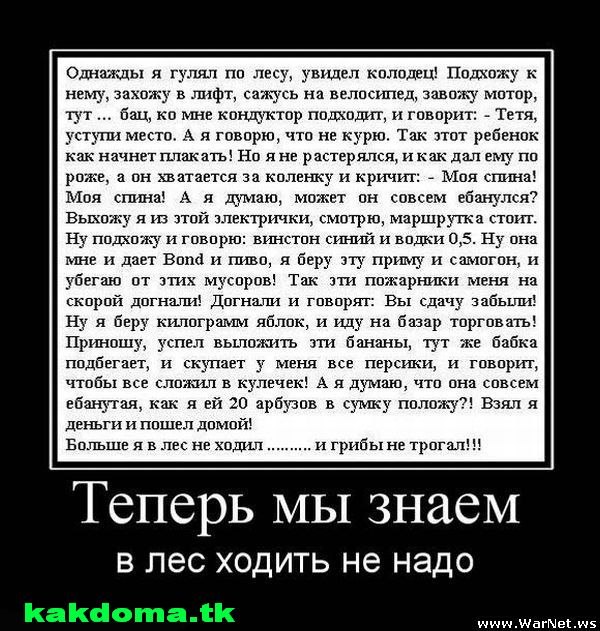 Однажды я гулял по лесу, увидел колодец! Подхожу к
нему, захожу в лифт, сажусь на велосипед, завожу мотор,
тут ... бац, ко мне кондуктор подходит, и говорит: - Тетя,
уступи место. А я говорю, что не курю. Так этот ребенок
как начнет плакать! Но я не растерялся, и как дал ему по
роже, а он хватается за коленку и кричит: - Моя спина!
Моя спина! А я думаю, может он совсем ебанулся?
Выхожу я из этой электрички, смотрю, маршрутка стоит.
Ну подхожу и говорю: винстон синий и водки 0,5. Ну она
мне и дает Bond и пиво, я беру эту приму и самогон, и
убегаю от этих мусоров! Так эти пожарники меня на
скорой догнали! Догнали и говорят: Вы сдачу забыли!
Ну я беру килограмм яблок, и иду на базар торговать!
Приношу, успел выложить эти бананы, тут же бабка
подбегает, и скупает у меня все персики, и говорит,
чтобы все сложил в кулечек! А я думаю, что она совсем
ебанутая, как я ей 20 арбузов в сумку положу?! Взял я
деньги и пошел домой!
Больше я в лес не ходил .......... и грибы не трогал!!!
Теперь мы знаем
в лес ходить не надо
kakdoma.tk
www.WarNet.ws